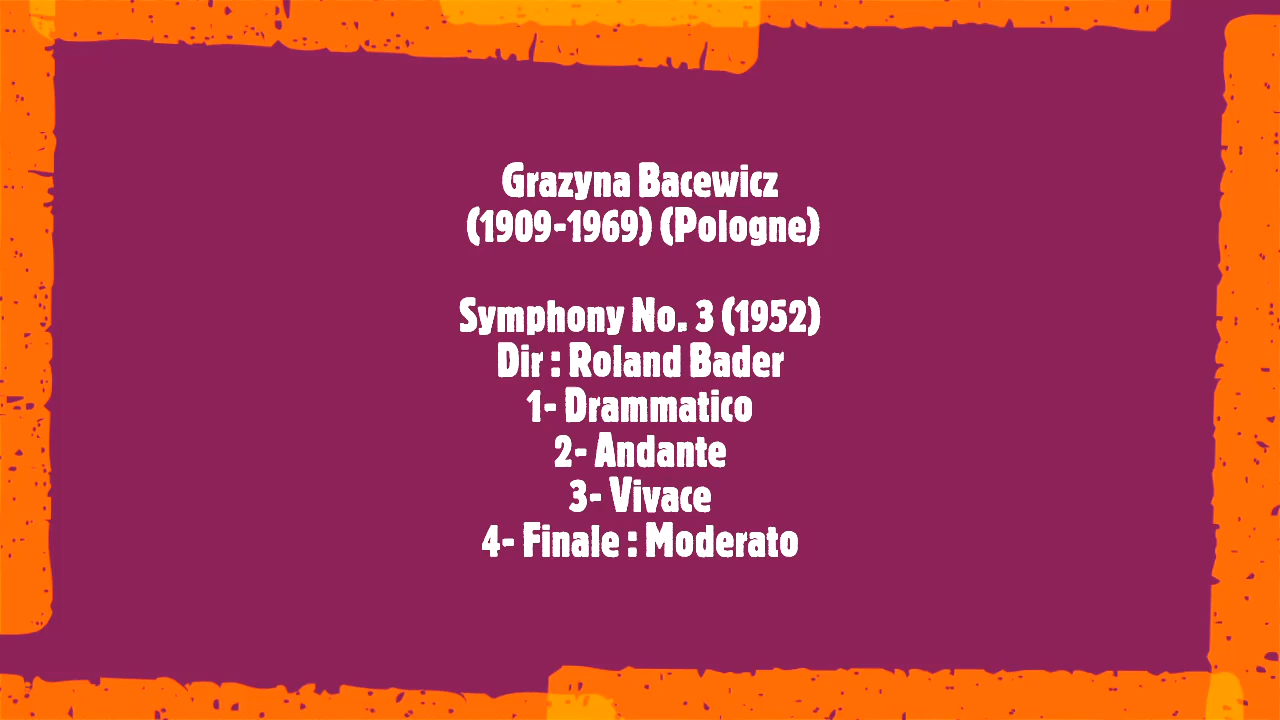 Grazyna Bacewicz
(1909-1969) (Pologne)
Symphony No. 3 (1952)
Dir : Roland Bader
1- Drammatico
2- Andante
3- Vivace
4- Finale : Moderato